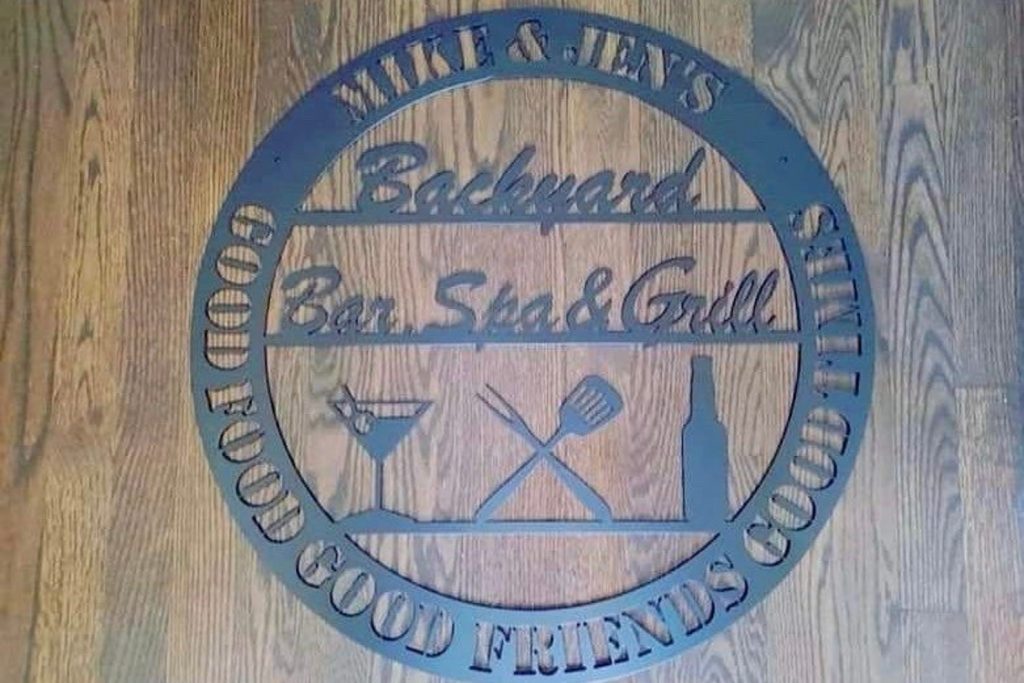 MIKE & JEN'S
Backyard
Bar, Spa & Grill
GOOD FOOD GOOD FRIENDS GOOD TIMES